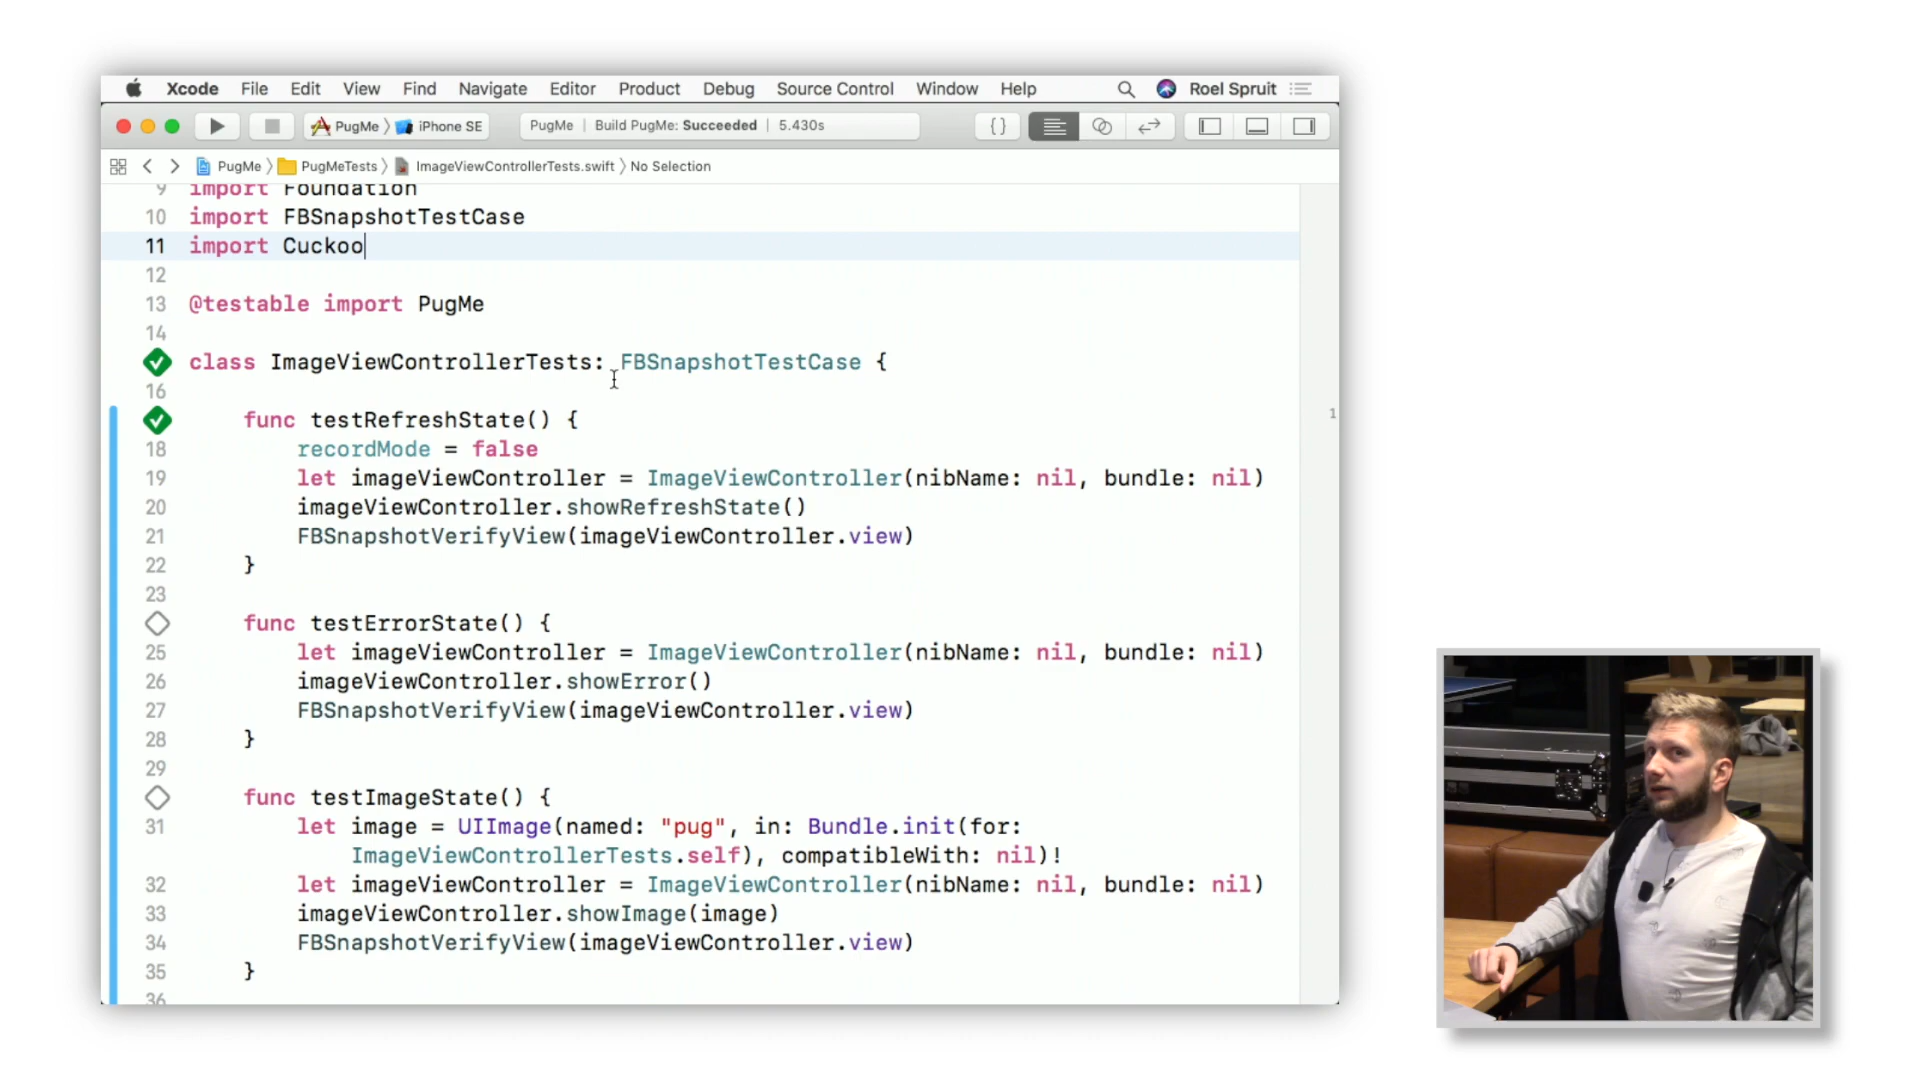 Xcode File Edit View Find Navigate Editor Product Debug Source Control Window Help Roel Spruit
PugMe iPhone SE PugMe | Build PugMe: Succeeded | 5.430s {}
PugMe PugMeTests ImageViewControllerTests.swift No Selection
9 import Foundation
10 import FBSnapshotTestCase
11 import Cuckoo
12
13 @testable import PugMe
14
class ImageViewControllerTests: FBSnapshotTestCase {
16
func testRefreshState() { 1
18 recordMode = false
19 let imageViewController = ImageViewController(nibName: nil, bundle: nil)
20 imageViewController.showRefreshState()
21 FBSnapshotVerifyView(imageViewController.view)
22 }
23
func testErrorState() {
25 let imageViewController = ImageViewController(nibName: nil, bundle: nil)
26 imageViewController.showError()
27 FBSnapshotVerifyView(imageViewController.view)
28 }
29
func testImageState() {
31 let image = UIImage(named: "pug", in: Bundle.init(for:
ImageViewControllerTests.self), compatibleWith: nil)!
32 let imageViewController = ImageViewController(nibName: nil, bundle: nil)
33 imageViewController.showImage(image)
34 FBSnapshotVerifyView(imageViewController.view)
35 }
36